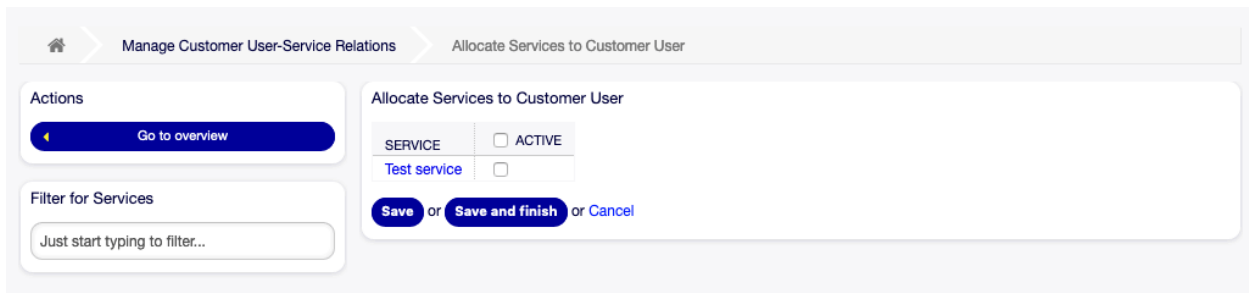 Manage Customer User-Service Relations
Allocate Services to Customer User
Actions
Go to overview
Filter for Services
Just start typing to filter...
Allocate Services to Customer User
SERVICE ACTIVE
Test service
Save or Save and finish or Cancel